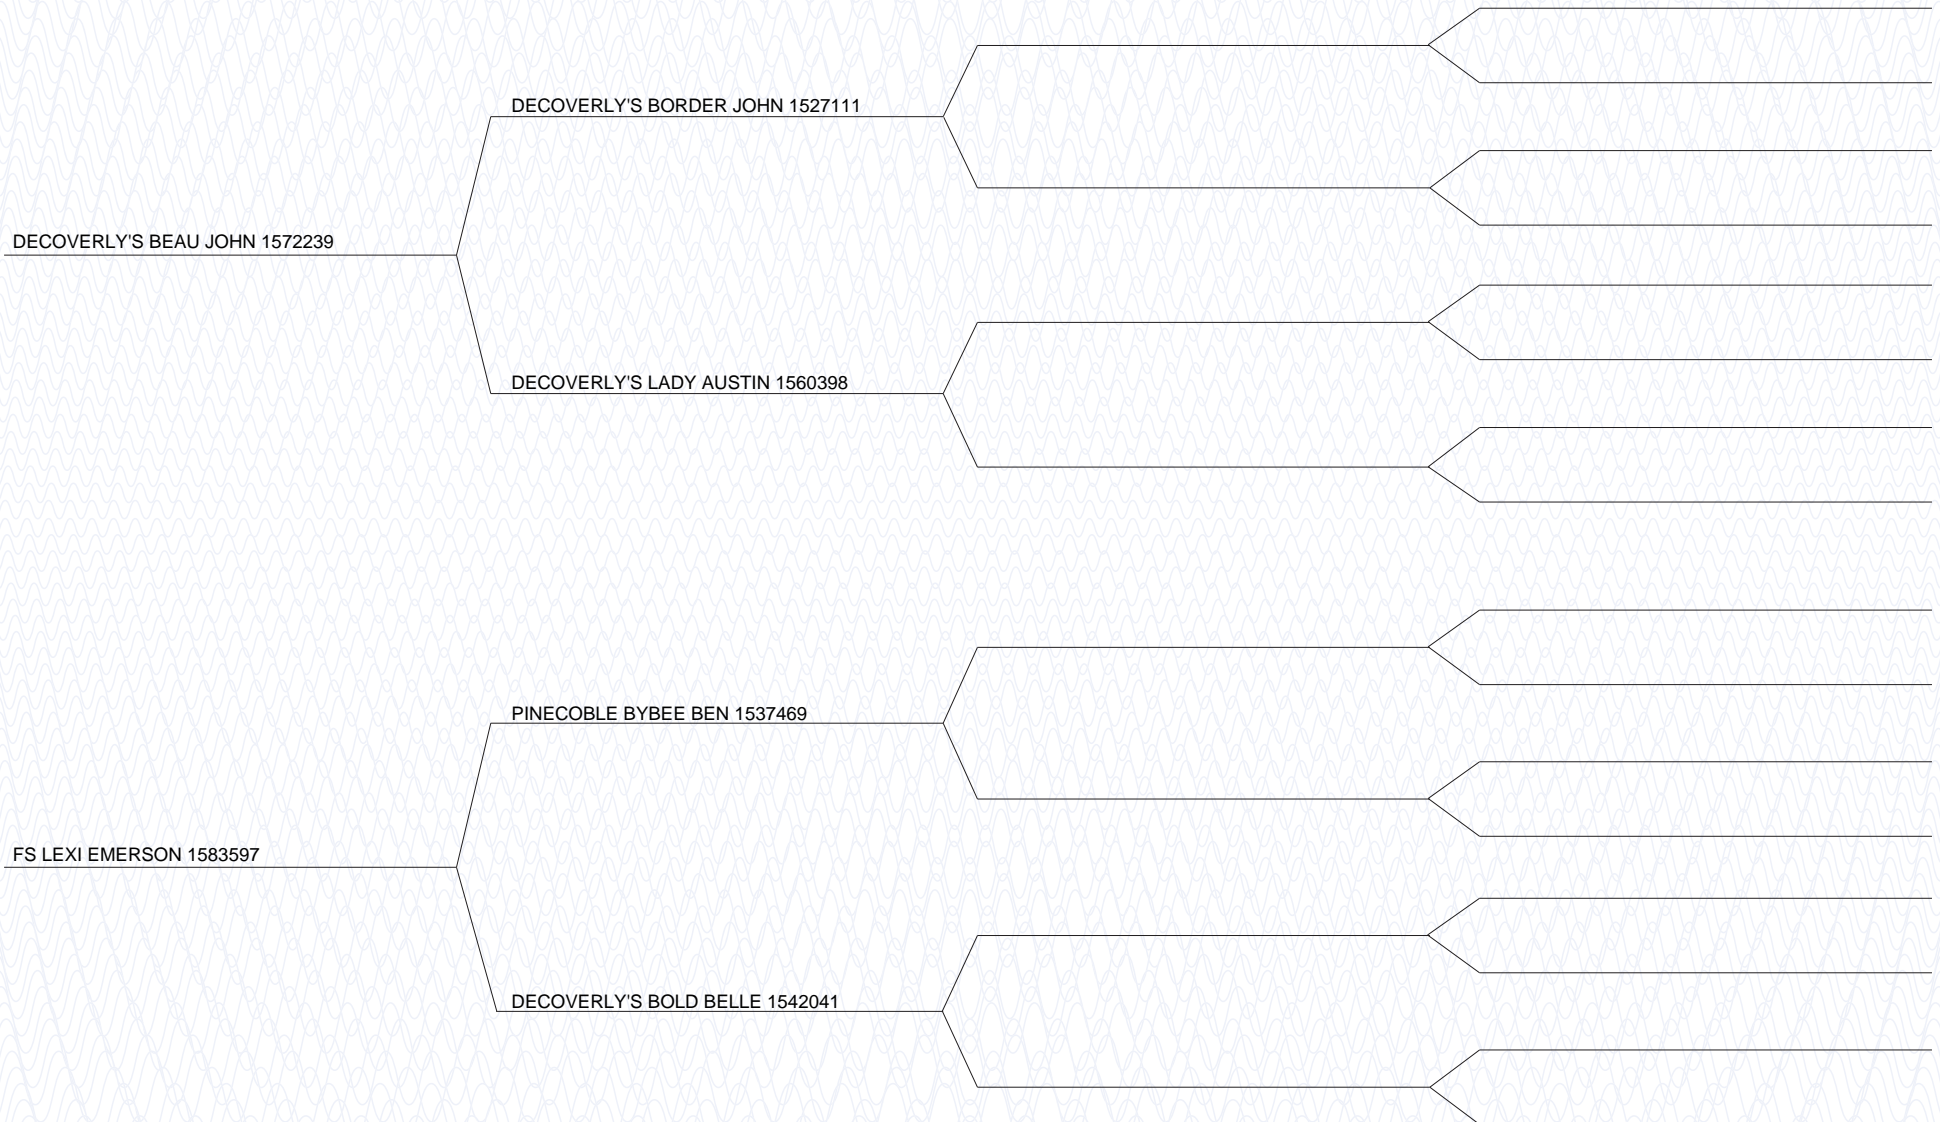 DECOVERLY'S BORDER JOHN 1527111
DECOVERLY'S BEAU JOHN 1572239
DECOVERLY'S LADY AUSTIN 1560398
PINECOBLE BYBEE BEN 1537469
FS LEXI EMERSON 1583597
DECOVERLY'S BOLD BELLE 1542041